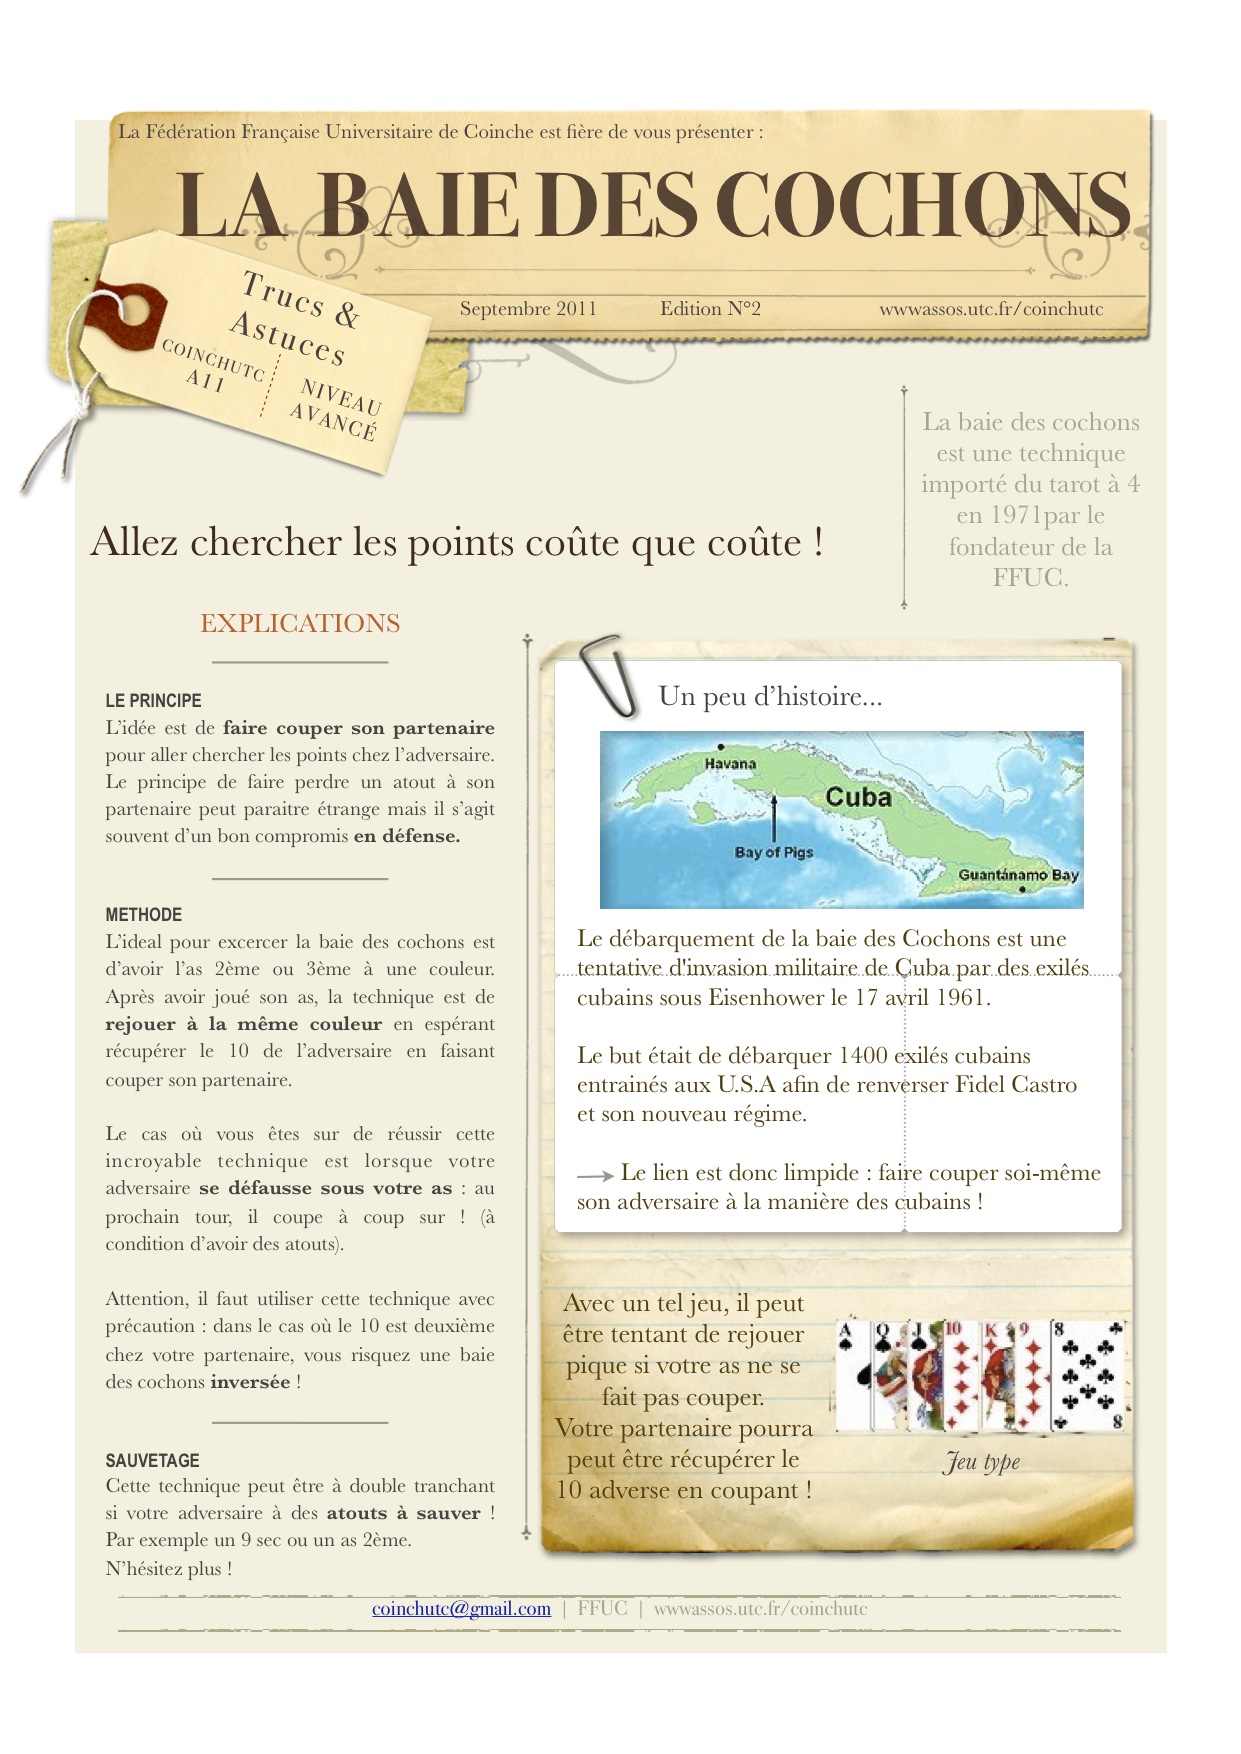 La Fédération Française Universitaire de Coinche est fière de vous présenter :
LA BAIE DES COCHONS
Septembre 2011 Edition N°2 wwwassos.utc.fr/coinchutc
Trucs &
Astuces
COINCHUTC
A11
NIVEAU
AVANCÉ
La baie des cochons
est une technique
importé du tarot à 4
en 1971par le
fondateur de la
FFUC.
Allez chercher les points coûte que coûte !
EXPLICATIONS
LE PRINCIPE
L'idée est de faire couper son partenaire
pour aller chercher les points chez l'adversaire.
Le principe de faire perdre un atout à son
partenaire peut paraitre étrange mais il s'agit
souvent d'un bon compromis en défense.
METHODE
L'ideal pour excercer la baie des cochons est
d'avoir l'as 2ème ou 3ème à une couleur.
Après avoir joué son as, la technique est de
rejouer à la même couleur en espérant
récupérer le 10 de l'adversaire en faisant
couper son partenaire.
Le cas où vous êtes sur de réussir cette
incroyable technique est lorsque votre
adversaire se défausse sous votre as : au
prochain tour, il coupe à coup sur ! (à
condition d'avoir des atouts).
Attention, il faut utiliser cette technique avec
précaution : dans le cas où le 10 est deuxième
chez votre partenaire, vous risquez une baie
des cochons inversée !
SAUVETAGE
Cette technique peut être à double tranchant
si votre adversaire à des atouts à sauver !
Par exemple un 9 sec ou un as 2ème.
N'hésitez plus !
Un peu d'histoire...
Havana
Cuba
Bay of Pigs
Guantánamo Bay
Le débarquement de la baie des Cochons est une
tentative d'invasion militaire de Cuba par des exilés
cubains sous Eisenhower le 17 avril 1961.
Le but était de débarquer 1400 exilés cubains
entrainés aux U.S.A afin de renverser Fidel Castro
et son nouveau régime.
Le lien est donc limpide : faire couper soi-même
son adversaire à la manière des cubains !
Avec un tel jeu, il peut
être tentant de rejouer
pique si votre as ne se
fait pas couper.
Votre partenaire pourra
peut être récupérer le
10 adverse en coupant !
A Q J 10 K 9 8
8
Jeu type
coinchutc@gmail.com | FFUC | wwwassos.utc.fr/coinchutc